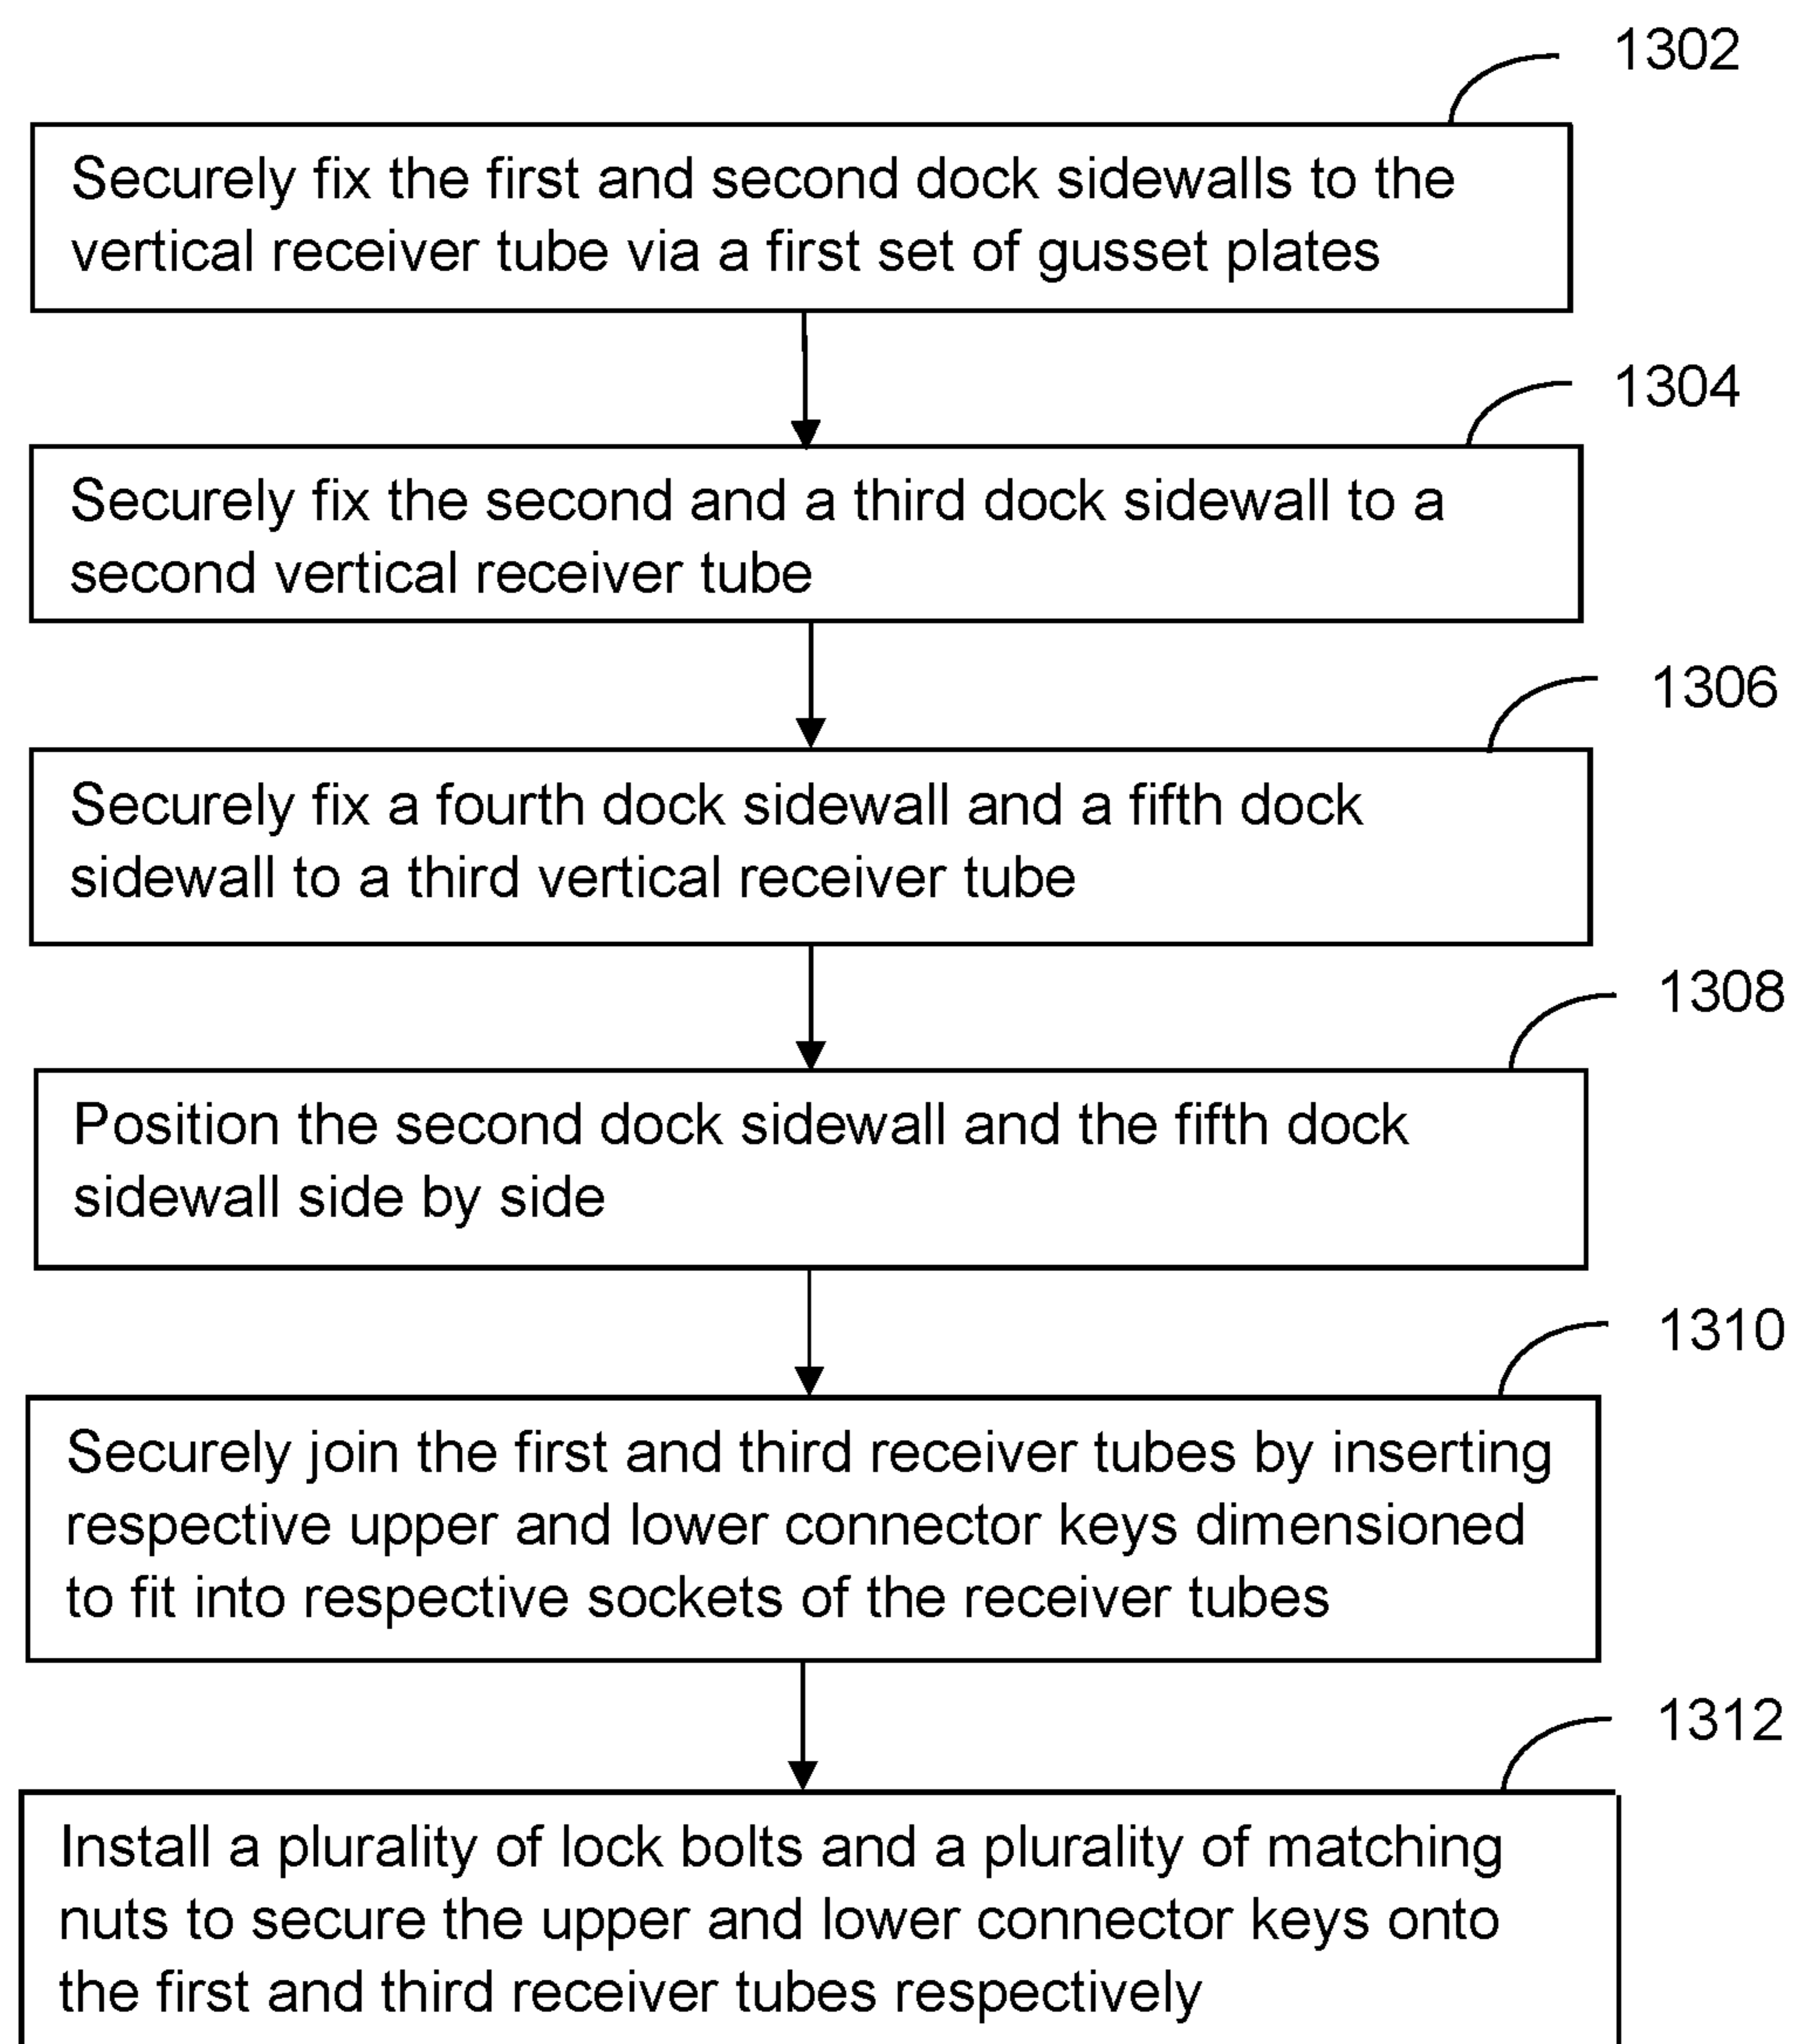 1302
Securely fix the first and second dock sidewalls to the
vertical receiver tube via a first set of gusset plates
1304
Securely fix the second and a third dock sidewall to a
second vertical receiver tube
1306
Securely fix a fourth dock sidewall and a fifth dock
sidewall to a third vertical receiver tube
1308
Position the second dock sidewall and the fifth dock
sidewall side by side
1310
Securely join the first and third receiver tubes by inserting
respective upper and lower connector keys dimensioned
to fit into respective sockets of the receiver tubes
1312
Install a plurality of lock bolts and a plurality of matching
nuts to secure the upper and lower connector keys onto
the first and third receiver tubes respectively